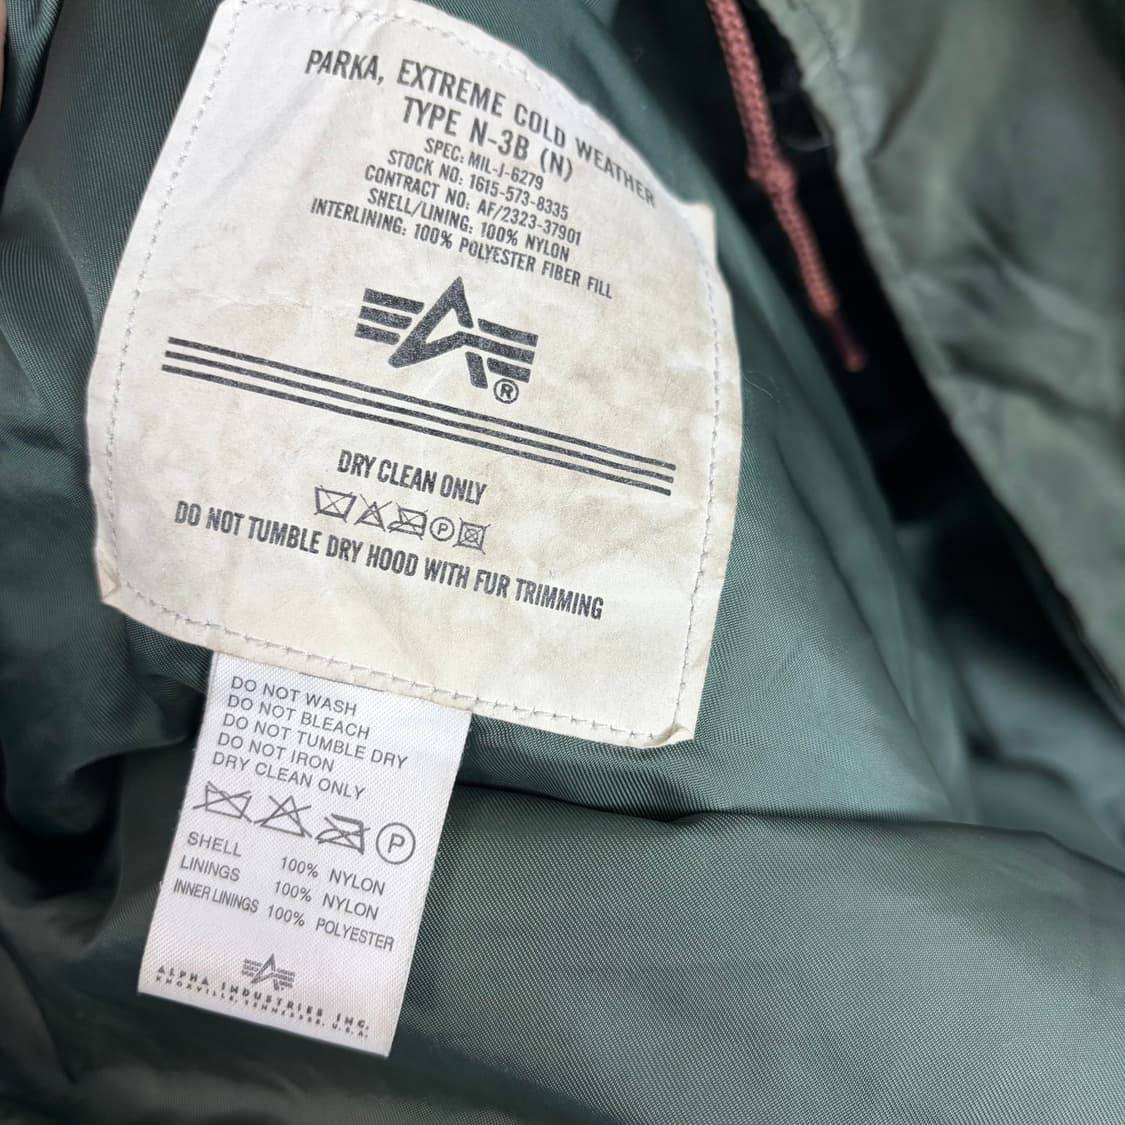 PARKA, EXTREME COLD WEATHER
TYPE N-3B (N)
SPEC: MIL-J-6279
STOCK NO: 1615-573-8335
CONTRACT NO: AF/2323-37901
SHELL/LINING: 100% NYLON
INTERLINING: 100% POLYESTER FIBER FILL
®
DRY CLEAN ONLY
P
DO NOT TUMBLE DRY HOOD WITH FUR TRIMMING
DO NOT WASH
DO NOT BLEACH
DO NOT TUMBLE DRY
DO NOT IRON
DRY CLEAN ONLY
P
SHELL 100% NYLON
LININGS 100% NYLON
INNER LININGS 100% POLYESTER
ALPHA INDUSTRIES INC.
KNOXVILLE, TENNESSEE, U.S.A.